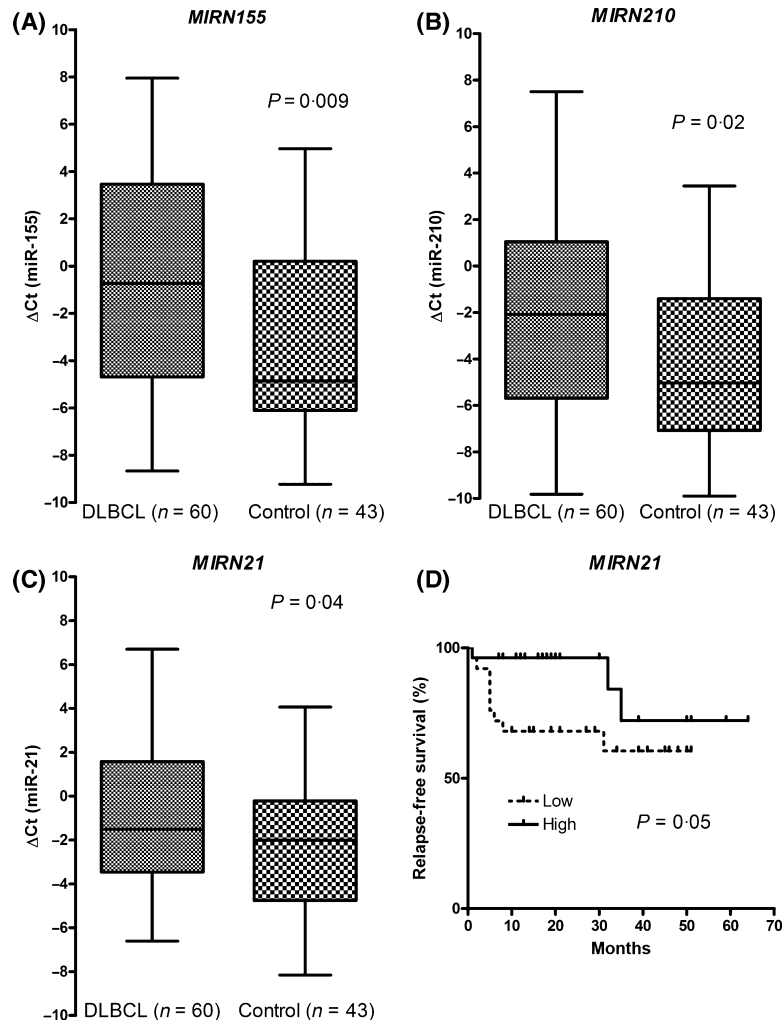 (A)
MIRN155
10
8
6
4
2
0
–2
–4
–6
–8
–10
ΔCt (miR-155)
P = 0·009
DLBCL (n = 60)
Control (n = 43)
(B)
MIRN210
10
8
6
4
2
0
–2
–4
–6
–8
–10
ΔCt (miR-210)
P = 0·02
DLBCL (n = 60)
Control (n = 43)
(C)
MIRN21
10
8
6
4
2
0
–2
–4
–6
–8
–10
ΔCt (miR-21)
P = 0·04
DLBCL (n = 60)
Control (n = 43)
(D)
MIRN21
100
50
0
Relapse-free survival (%)
Low
High
P = 0·05
0 10 20 30 40 50 60 70
Months